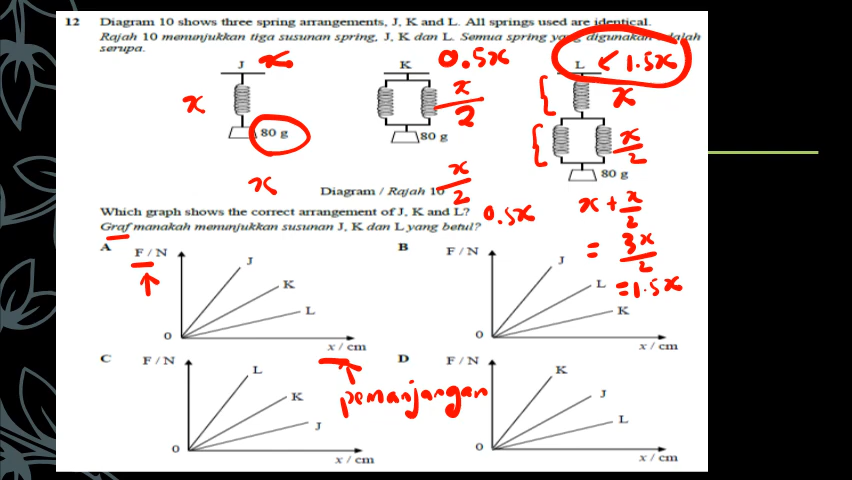 12 Diagram 10 shows three spring arrangements, J, K and L. All springs used are identical.
Rajah 10 menunjukkan tiga susunan spring, J, K dan L. Semua spring yang digunakan adalah
serupa.
J x
K 0.5x
L < 1.5x
x
x/2
x
x/2
80 g
80 g
80 g
x
x/2
Diagram / Rajah 10
Which graph shows the correct arrangement of J, K and L?
0.5x
Graf manakah menunjukkan susunan J, K dan L yang betul?
x + x/2
= 3x/2
= 1.5x
A
F / N
J
K
L
0
x / cm
B
F / N
J
L
K
0
x / cm
pemanjangan
C
F / N
L
K
J
0
x / cm
D
F / N
K
J
L
0
x / cm